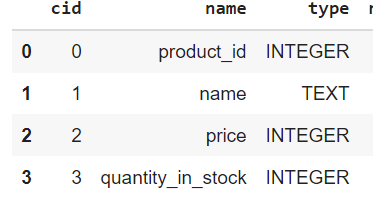 cid name type
0 0 product_id INTEGER
1 1 name TEXT
2 2 price INTEGER
3 3 quantity_in_stock INTEGER